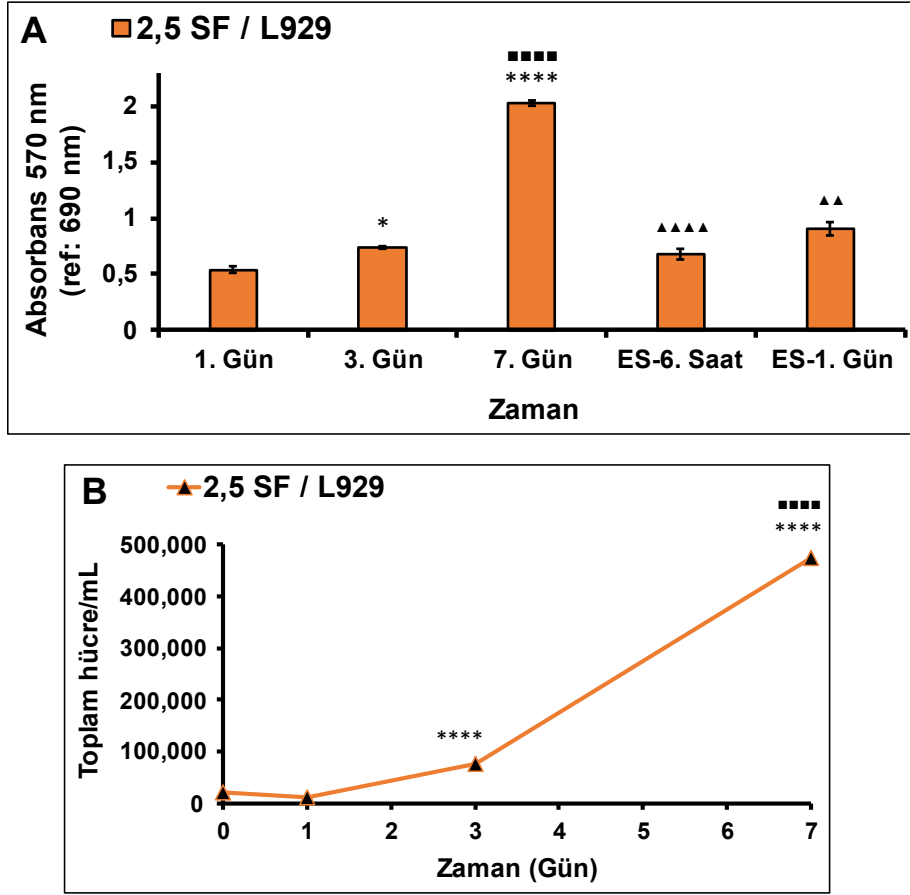 A
2,5 SF / L929
Absorbans 570 nm
(ref: 690 nm)
2
1,5
1
0,5
0
■■■■
****
*
▲▲▲▲
▲▲
1. Gün
3. Gün
7. Gün
ES-6. Saat
ES-1. Gün
Zaman
B
2,5 SF / L929
Toplam hücre/mL
500,000
400,000
300,000
200,000
100,000
0
■■■■
****
****
0
1
2
3
4
5
6
7
Zaman (Gün)